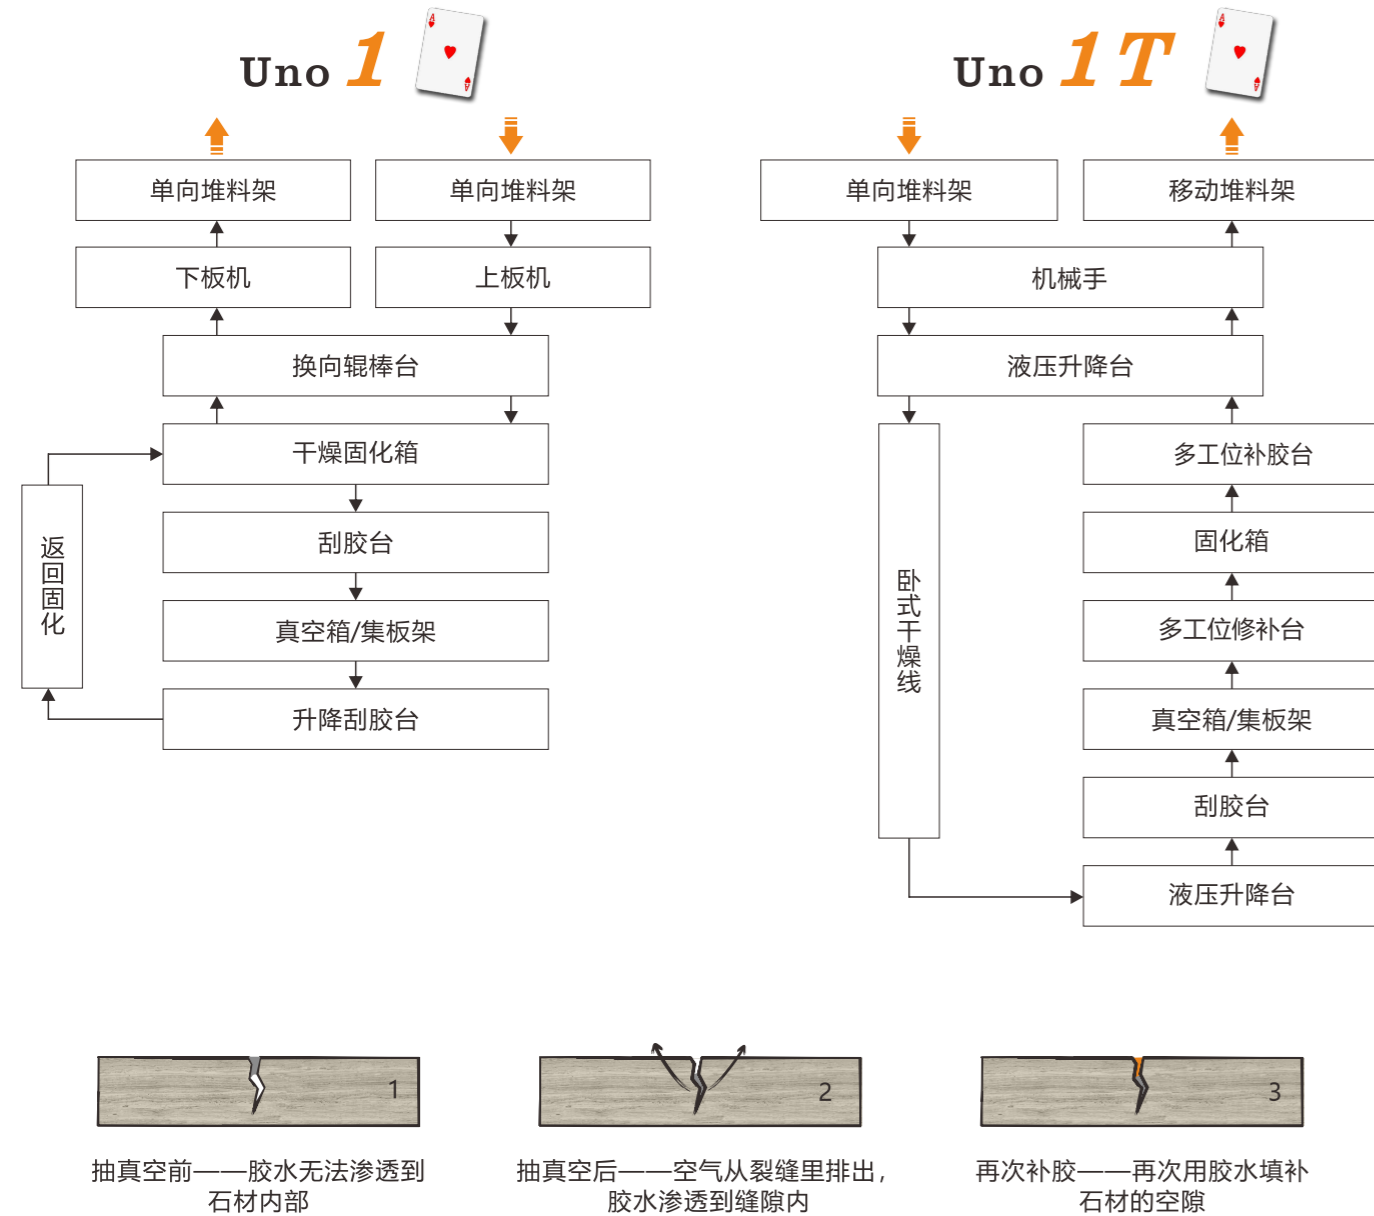 Uno 1
A
A
单向堆料架
单向堆料架
下板机
上板机
换向辊棒台
干燥固化箱
刮胶台
真空箱/集板架
升降刮胶台
返回固化
Uno 1 T
A
A
单向堆料架
移动堆料架
机械手
液压升降台
卧式干燥线
多工位补胶台
固化箱
多工位修补台
真空箱/集板架
刮胶台
液压升降台
1
抽真空前——胶水无法渗透到
石材内部
2
抽真空后——空气从裂缝里排出，
胶水渗透到缝隙内
3
再次补胶——再次用胶水填补
石材的空隙